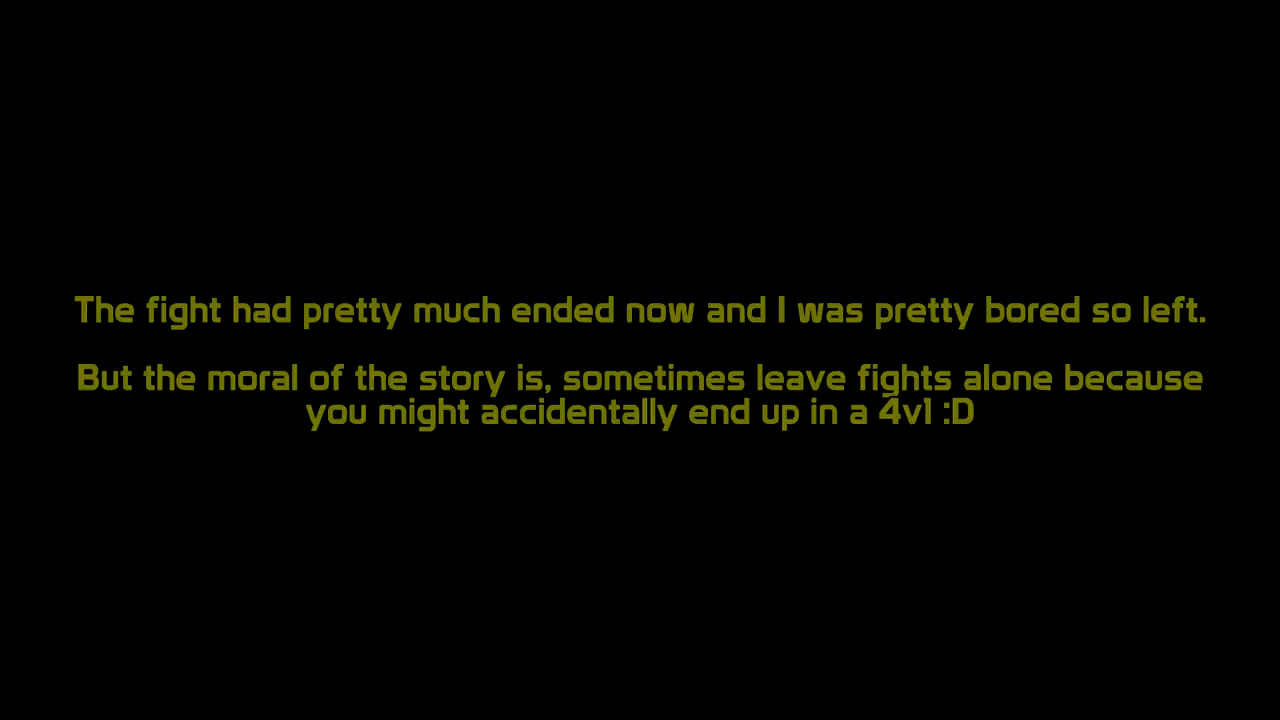 The fight had pretty much ended now and I was pretty bored so left.
But the moral of the story is, sometimes leave fights alone because
you might accidentally end up in a 4v1 :D